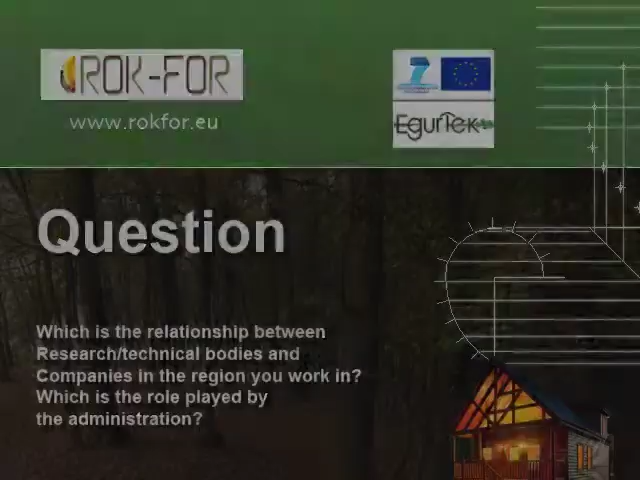 ROK-FOR
www.rokfor.eu
7
EgurTek
Question
Which is the relationship between
Research/technical bodies and
Companies in the region you work in?
Which is the role played by
the administration?